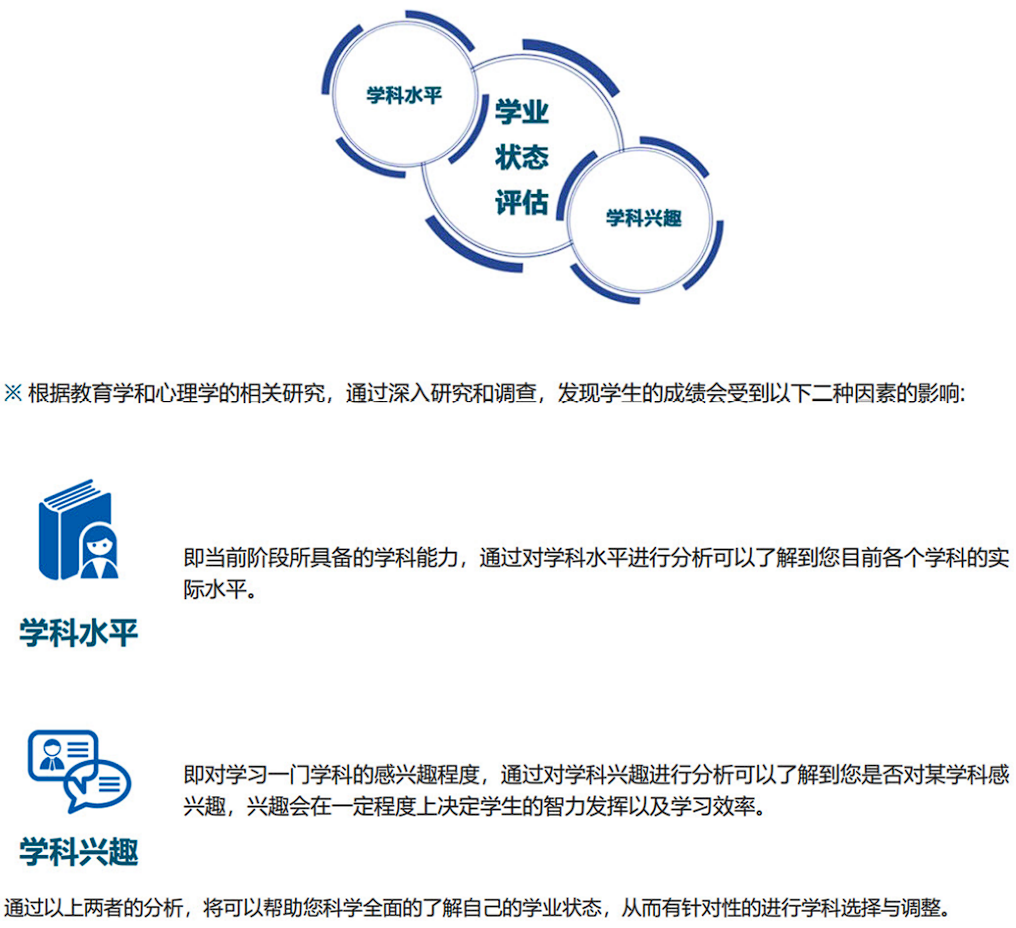 学科水平
学业
状态
评估
学科兴趣
※ 根据教育学和心理学的相关研究，通过深入研究和调查，发现学生的成绩会受到以下二种因素的影响:
即当前阶段所具备的学科能力，通过对学科水平进行分析可以了解到您目前各个学科的实
际水平。
学科水平
即对学习一门学科的感兴趣程度，通过对学科兴趣进行分析可以了解到您是否对某学科感
兴趣，兴趣会在一定程度上决定学生的智力发挥以及学习效率。
学科兴趣
通过以上两者的分析，将可以帮助您科学全面的了解自己的学业状态，从而有针对性的进行学科选择与调整。